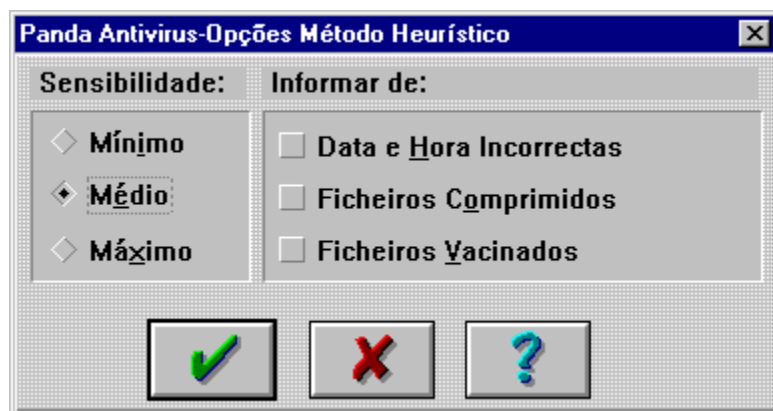 Panda Antivirus-Opções Método Heurístico
Sensibilidade:
Mínimo
Médio
Máximo
Informar de:
Data e Hora Incorrectas
Ficheiros Comprimidos
Ficheiros Vacinados